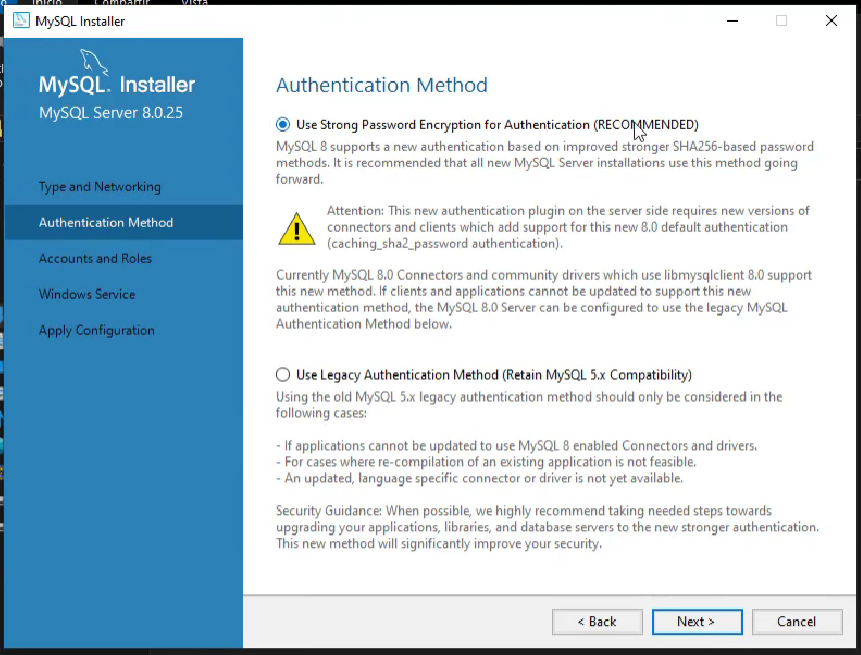 Inicio Compartir Vista
MySQL Installer
MySQL. Installer
MySQL Server 8.0.25
Type and Networking
Authentication Method
Accounts and Roles
Windows Service
Apply Configuration
Authentication Method
Use Strong Password Encryption for Authentication (RECOMMENDED)
MySQL 8 supports a new authentication based on improved stronger SHA256-based password
methods. It is recommended that all new MySQL Server installations use this method going
forward.
Attention: This new authentication plugin on the server side requires new versions of
connectors and clients which add support for this new 8.0 default authentication
(caching_sha2_password authentication).
Currently MySQL 8.0 Connectors and community drivers which use libmysqlclient 8.0 support
this new method. If clients and applications cannot be updated to support this new
authentication method, the MySQL 8.0 Server can be configured to use the legacy MySQL
Authentication Method below.
Use Legacy Authentication Method (Retain MySQL 5.x Compatibility)
Using the old MySQL 5.x legacy authentication method should only be considered in the
following cases:
- If applications cannot be updated to use MySQL 8 enabled Connectors and drivers.
- For cases where re-compilation of an existing application is not feasible.
- An updated, language specific connector or driver is not yet available.
Security Guidance: When possible, we highly recommend taking needed steps towards
upgrading your applications, libraries, and database servers to the new stronger authentication.
This new method will significantly improve your security.
< Back
Next >
Cancel